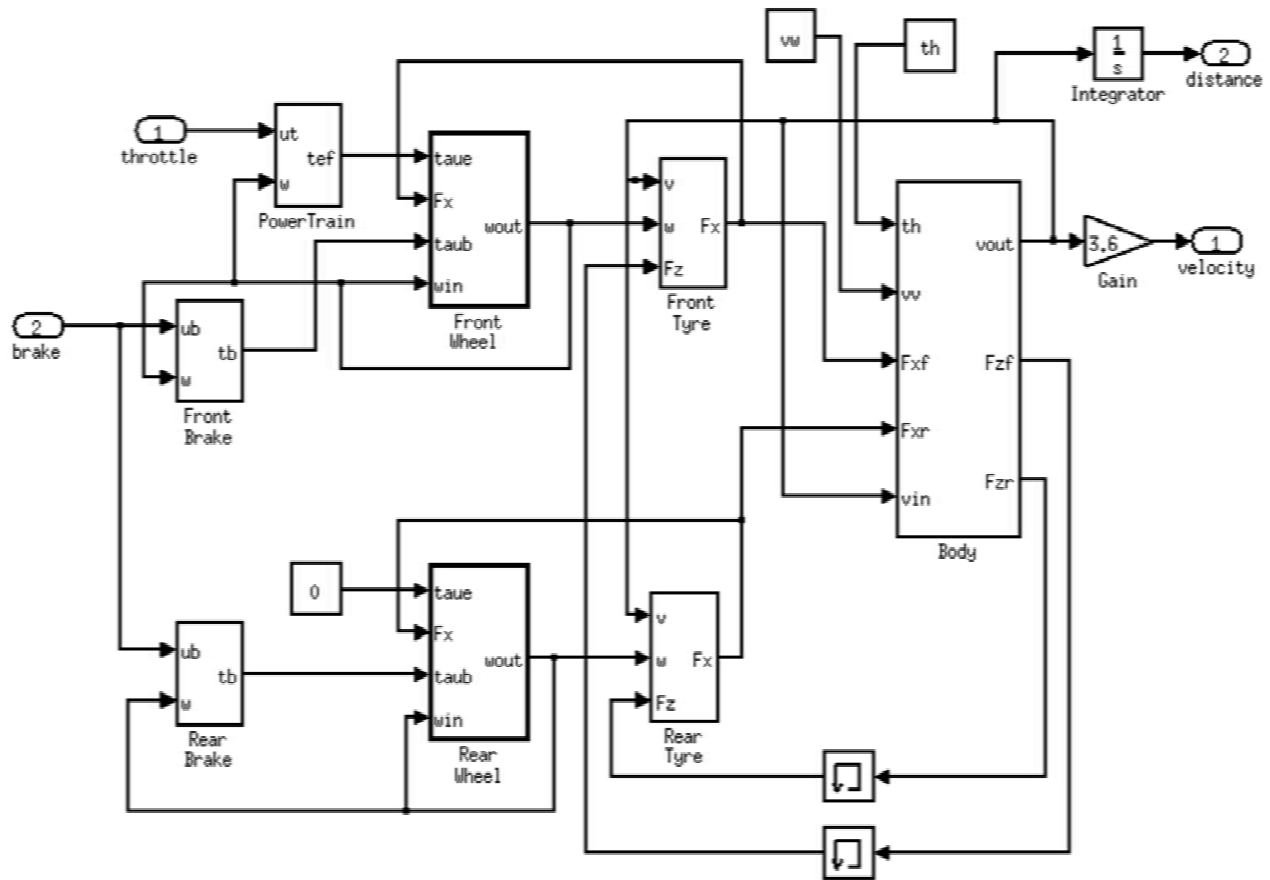 vw
th
1
s
Integrator
2
distance
1
throttle
ut
w
tef
PowerTrain
taue
Fx
taub
win
wout
Front
Wheel
v
w
Fz
Fx
Front
Tyre
th
vv
Fxf
Fxr
vin
vout
Fzf
Fzr
Body
3.6
Gain
1
velocity
2
brake
ub
w
tb
Front
Brake
0
taue
Fx
taub
win
wout
Rear
Wheel
v
w
Fz
Fx
Rear
Tyre
ub
w
tb
Rear
Brake